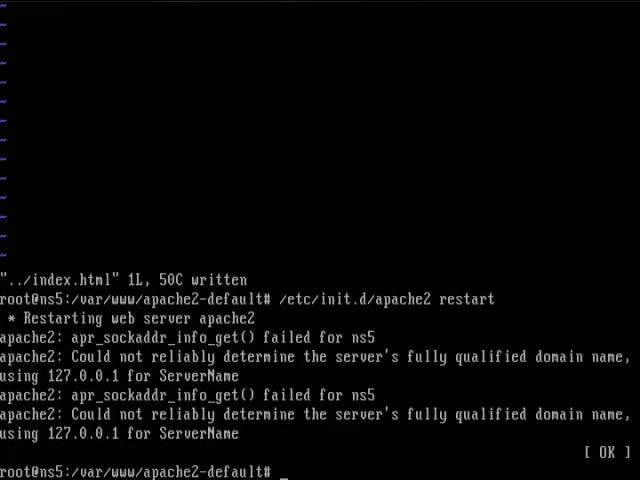 ~
~
~
~
~
~
~
~
~
~
~
~
~
~
"../index.html" 1L, 50C written
root@ns5:/var/www/apache2-default# /etc/init.d/apache2 restart
 * Restarting web server apache2
apache2: apr_sockaddr_info_get() failed for ns5
apache2: Could not reliably determine the server's fully qualified domain name,
using 127.0.0.1 for ServerName
apache2: apr_sockaddr_info_get() failed for ns5
apache2: Could not reliably determine the server's fully qualified domain name,
using 127.0.0.1 for ServerName
[ OK ]
root@ns5:/var/www/apache2-default# _